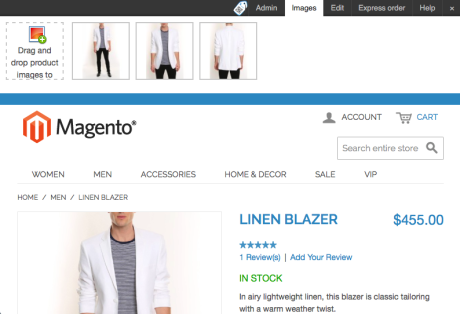 Admin Images Edit Express order Help ×
Drag and
drop product
images to
Magento®
ACCOUNT CART
Search entire store
WOMEN MEN ACCESSORIES HOME & DECOR SALE VIP
HOME / MEN / LINEN BLAZER
LINEN BLAZER $455.00
1 Review(s) | Add Your Review
IN STOCK
In airy lightweight linen, this blazer is classic tailoring
with a warm weather twist.